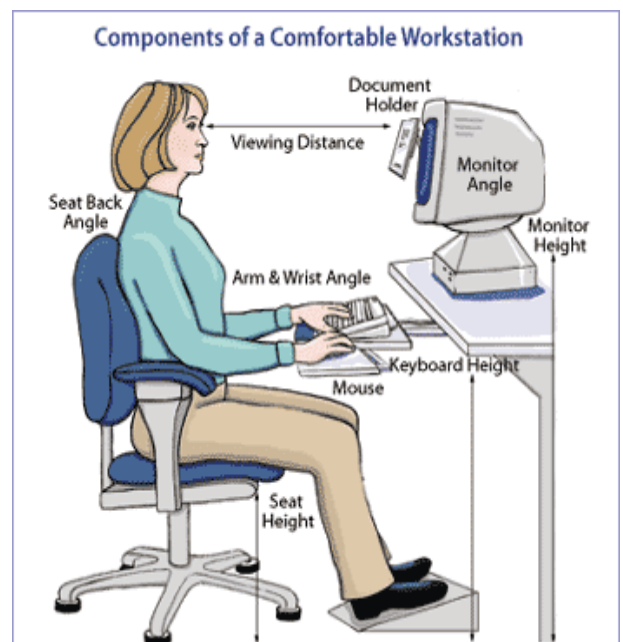 Components of a Comfortable Workstation
Document
Holder
Viewing Distance
Monitor
Angle
Seat Back
Angle
Monitor
Height
Arm & Wrist Angle
Keyboard Height
Mouse
Seat
Height